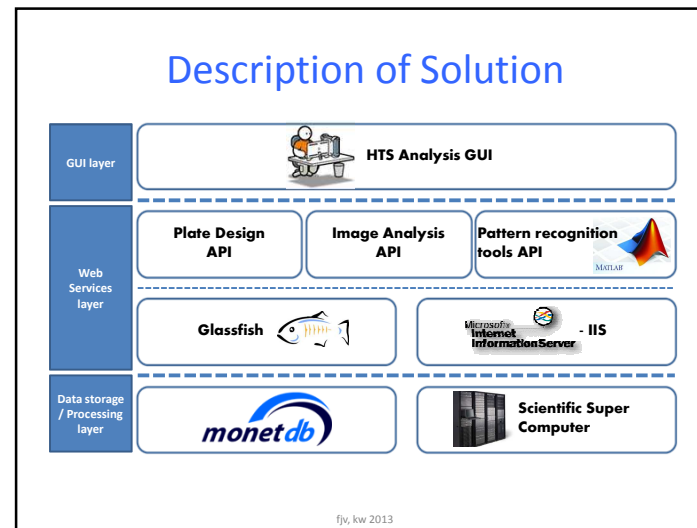 Description of Solution
GUI layer
HTS Analysis GUI
Web
Services
layer
Plate Design
API
Image Analysis
API
Pattern recognition
tools API
MATLAB
Glassfish
Microsoft
Internet
Information Server
- IIS
Data storage
/ Processing
layer
monetdb
Scientific Super
Computer
fjv, kw 2013